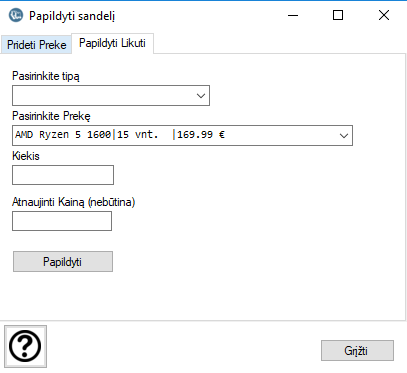 Papildyti sandelį
Prideti Preke
Papildyti Likuti
Pasirinkite tipą
Pasirinkite Prekę
AMD Ryzen 5 1600|15 vnt.  |169.99 €
Kiekis
Atnaujinti Kainą (nebūtina)
Papildyti
?
Grįžti